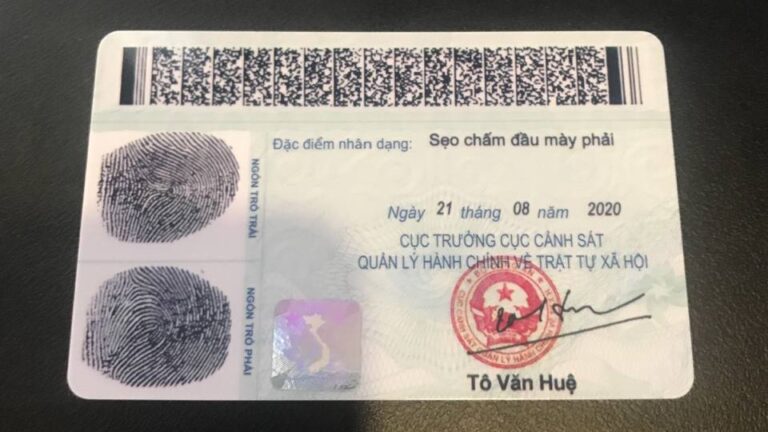 Đặc điểm nhân dạng: Sẹo chấm đầu mày phải
NGÓN TRỎ TRÁI
Ngày 21 tháng 08 năm 2020
CỤC TRƯỞNG CỤC CẢNH SÁT
QUẢN LÝ HÀNH CHÍNH VỀ TRẬT TỰ XÃ HỘI
NGÓN TRỎ PHẢI
Tô Văn Huệ